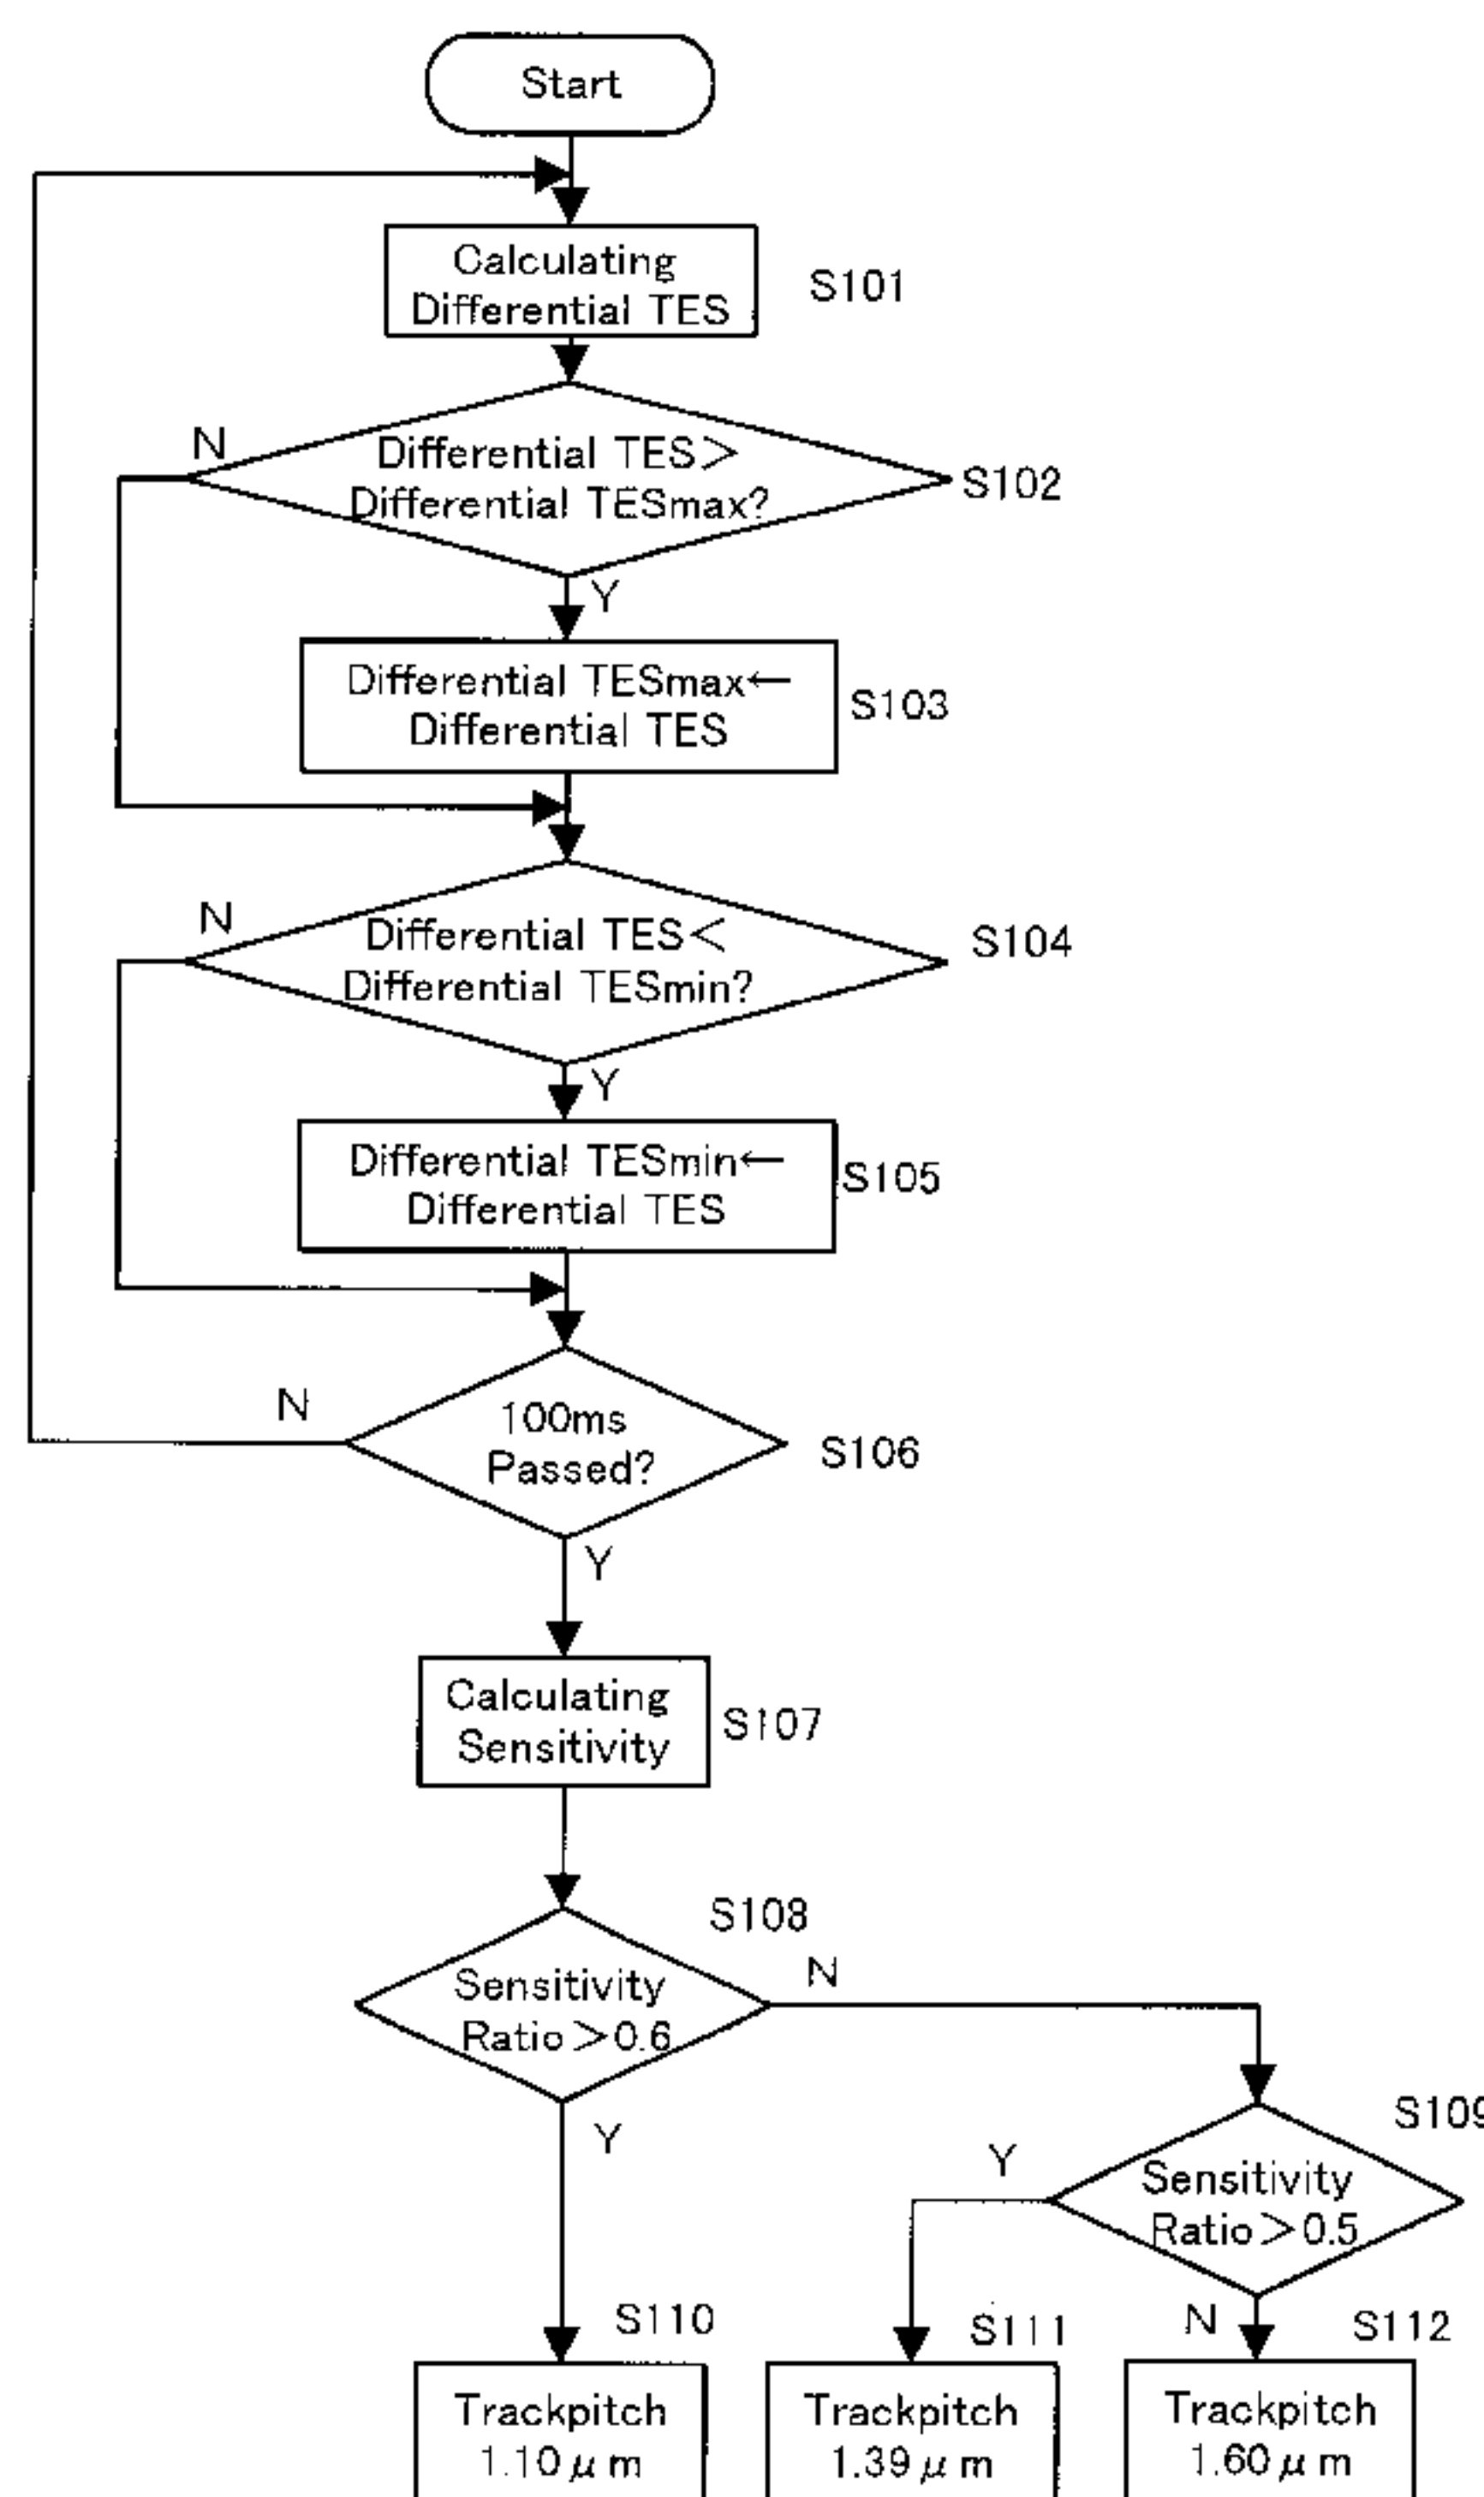 Start
Calculating
Differential TES
S101
N
Differential TES＞
Differential TESmax?
S102
Y
Differential TESmax←
Differential TES
S103
N
Differential TES＜
Differential TESmin?
S104
Y
Differential TESmin←
Differential TES
S105
N
100ms
Passed?
S106
Y
Calculating
Sensitivity
S107
S108
Sensitivity
Ratio＞0.6
N
Y
S109
Sensitivity
Ratio＞0.5
Y
N
S110
Trackpitch
1.10μm
S111
Trackpitch
1.39μm
S112
Trackpitch
1.60μm